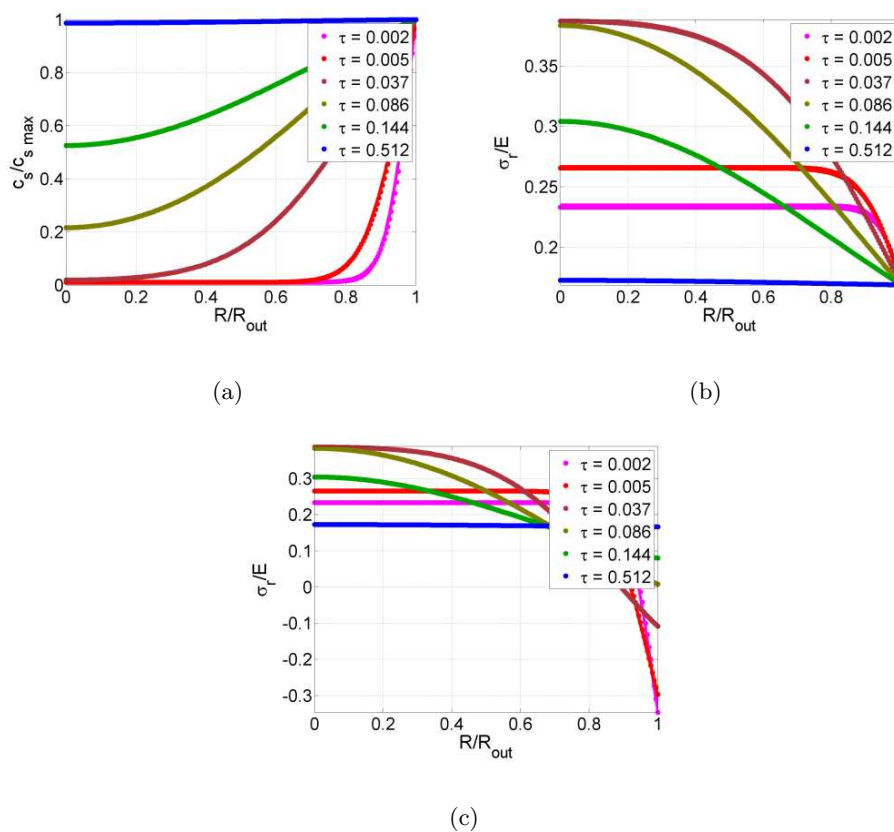 1
0.8
0.6
0.4
0.2
0
c_s/c_s max
0 0.2 0.4 0.6 0.8 1
R/R_out
τ = 0.002
τ = 0.005
τ = 0.037
τ = 0.086
τ = 0.144
τ = 0.512
(a)
0.35
0.3
0.25
0.2
σ_r/E
0 0.2 0.4 0.6 0.8
R/R_out
τ = 0.002
τ = 0.005
τ = 0.037
τ = 0.086
τ = 0.144
τ = 0.512
(b)
0.3
0.2
0.1
0
-0.1
-0.2
-0.3
σ_r/E
0 0.2 0.4 0.6 0.8 1
R/R_out
τ = 0.002
τ = 0.005
τ = 0.037
τ = 0.086
τ = 0.144
τ = 0.512
(c)